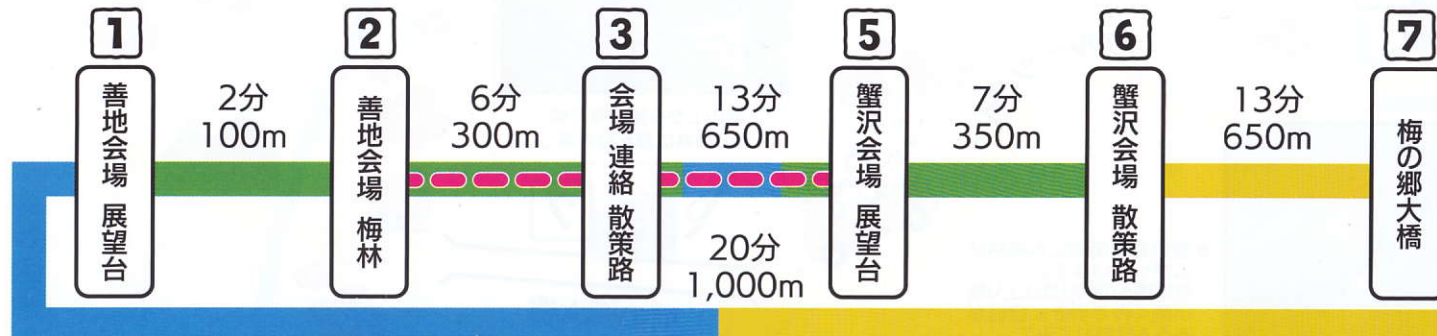 1
善地会場 展望台
2分
100m
2
善地会場 梅林
6分
300m
3
会場 連絡 散策路
13分
650m
5
蟹沢会場 展望台
7分
350m
6
蟹沢会場 散策路
13分
650m
7
梅の郷大橋
20分
1,000m